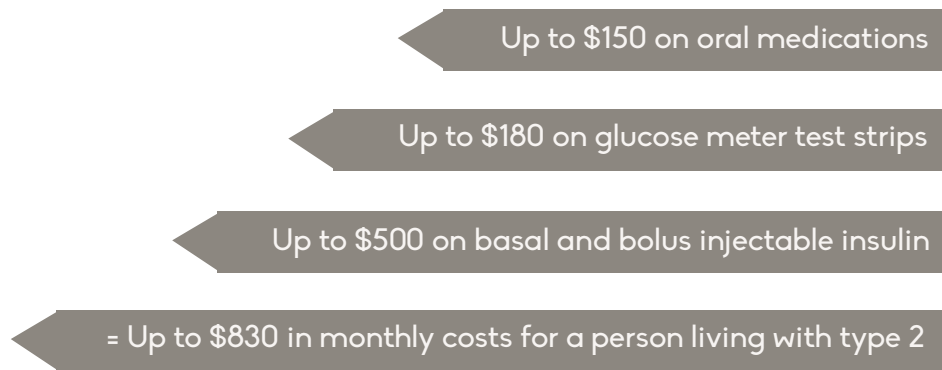 Up to $150 on oral medications
Up to $180 on glucose meter test strips
Up to $500 on basal and bolus injectable insulin
= Up to $830 in monthly costs for a person living with type 2